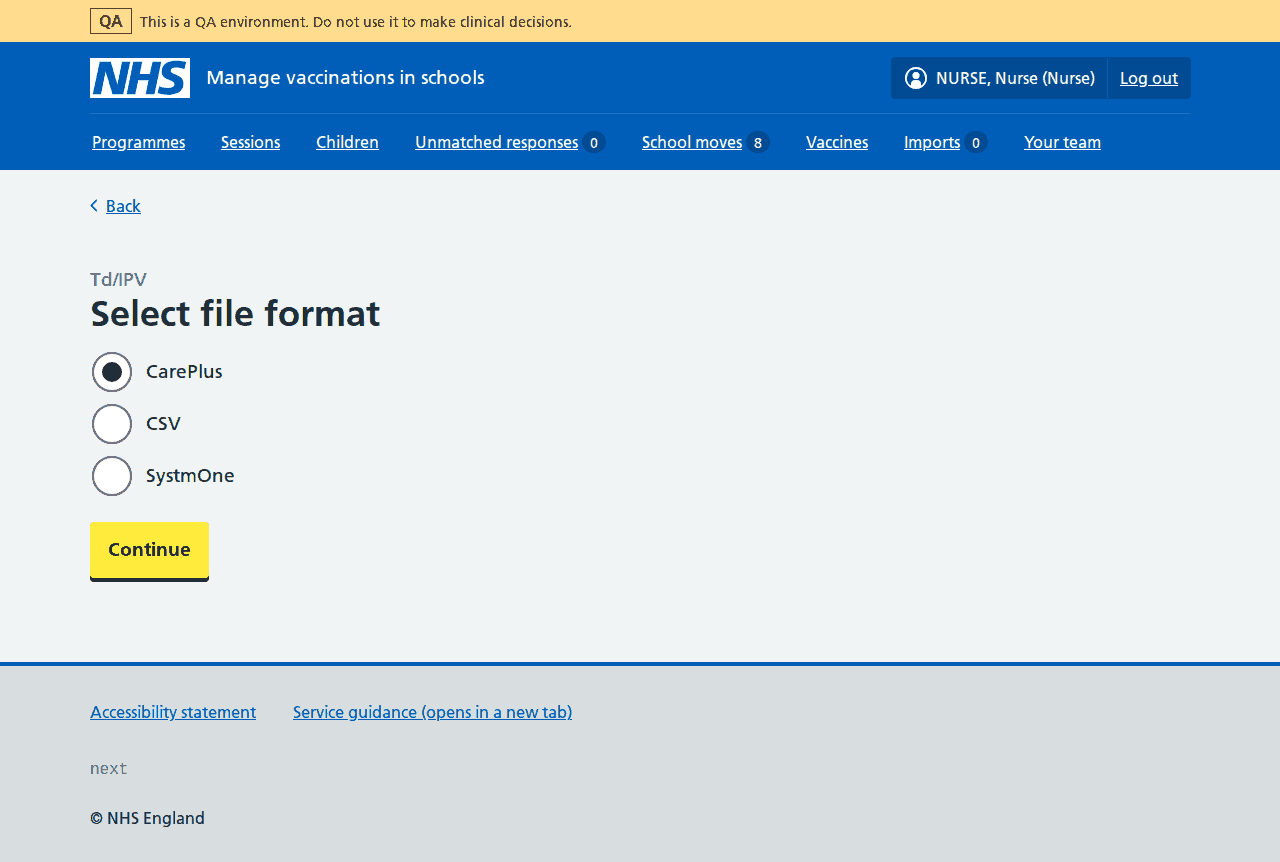 QA This is a QA environment. Do not use it to make clinical decisions.
NHS Manage vaccinations in schools NURSE, Nurse (Nurse) Log out
Programmes Sessions Children Unmatched responses 0 School moves 8 Vaccines Imports 0 Your team
Back
Td/IPV
Select file format
CarePlus
CSV
SystmOne
Continue
Accessibility statement Service guidance (opens in a new tab)
next
© NHS England